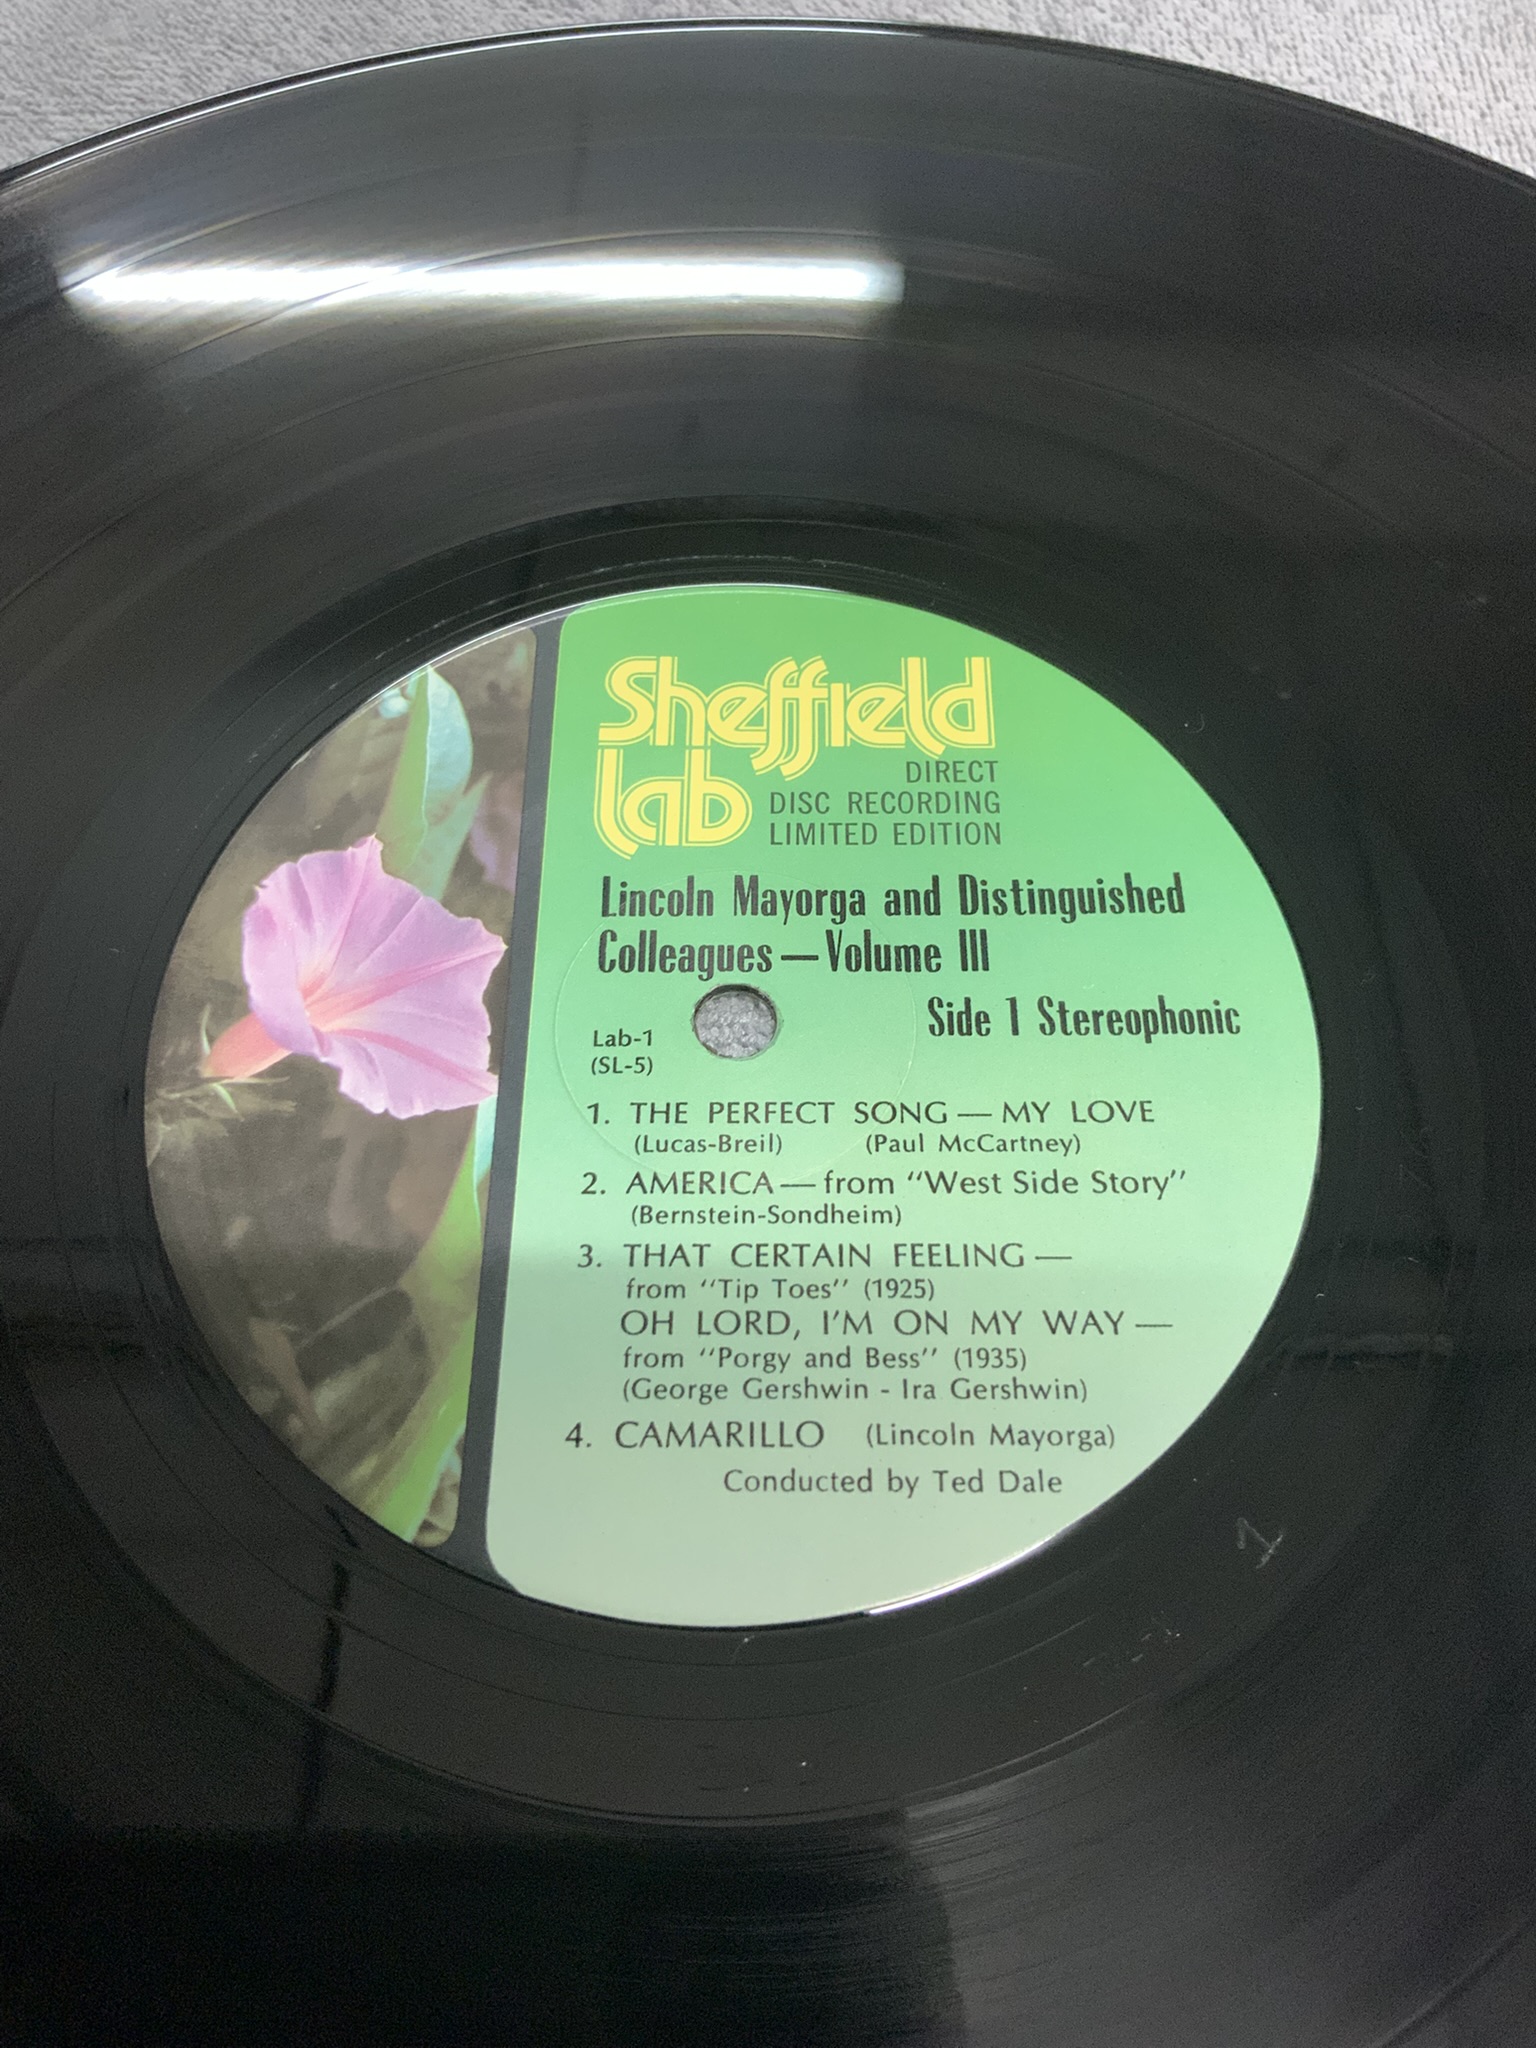 Sheffield
Lab
DIRECT
DISC RECORDING
LIMITED EDITION
Lincoln Mayorga and Distinguished
Colleagues — Volume III
Side 1 Stereophonic
Lab-1
(SL-5)
1. THE PERFECT SONG — MY LOVE
(Lucas-Breil) (Paul McCartney)
2. AMERICA — from "West Side Story"
(Bernstein-Sondheim)
3. THAT CERTAIN FEELING —
from "Tip Toes" (1925)
OH LORD, I'M ON MY WAY —
from "Porgy and Bess" (1935)
(George Gershwin - Ira Gershwin)
4. CAMARILLO (Lincoln Mayorga)
Conducted by Ted Dale
1